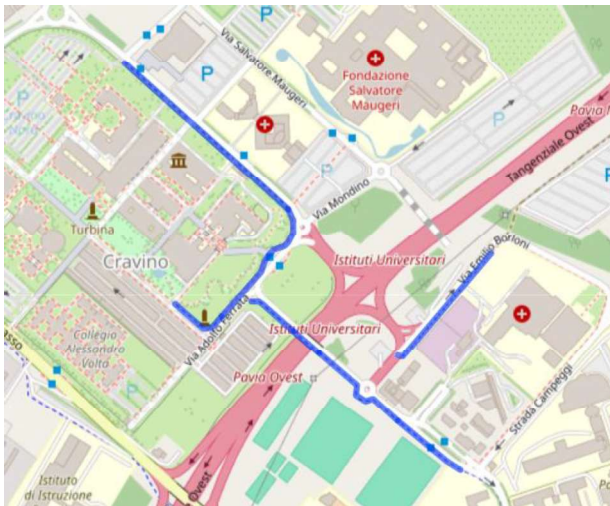 P
Via Salvatore Maugeri
P
P
Fondazione
Salvatore
Maugeri
P
Pavia
Tangenziale Ovest
P
Via Mondino
P
Turbina
Istituti Universitari
Cravino
Via Emilio Borloni
Via Adolfo Ferrata
Istituti Universitari
Collegio
Alessandro
Volta
Pavia Ovest
P
Strada Campeggi
Ovest
Istituto
di Istruzione